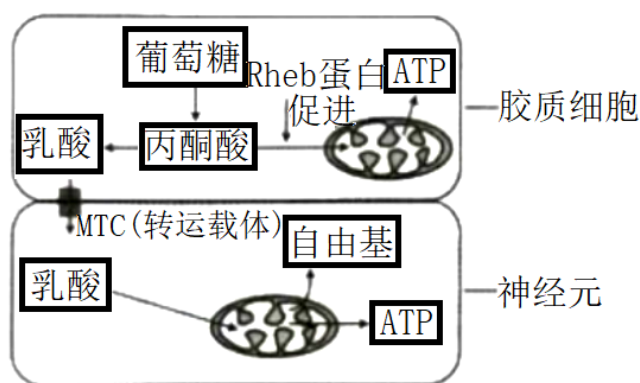 葡萄糖
Rheb蛋白
促进
ATP
胶质细胞
乳酸
丙酮酸
MTC(转运载体)
自由基
乳酸
ATP
神经元